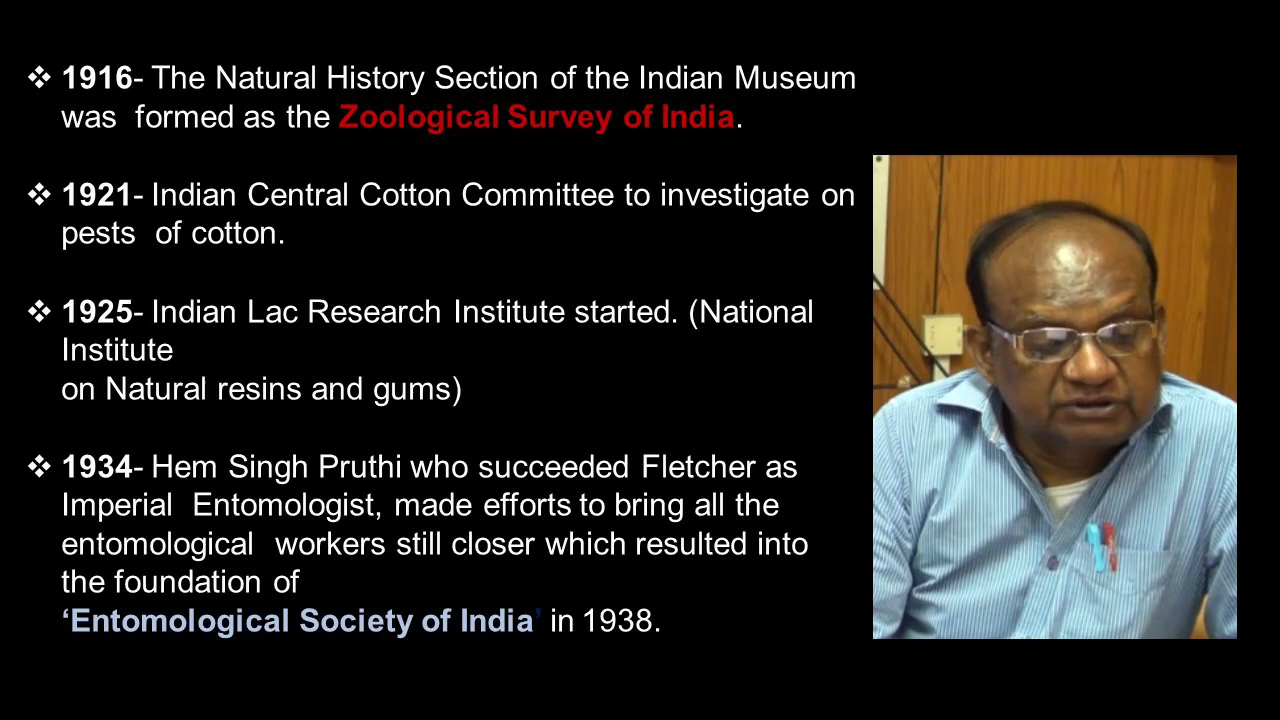 ❖ 1916- The Natural History Section of the Indian Museum
was formed as the Zoological Survey of India.
❖ 1921- Indian Central Cotton Committee to investigate on
pests of cotton.
❖ 1925- Indian Lac Research Institute started. (National
Institute
on Natural resins and gums)
❖ 1934- Hem Singh Pruthi who succeeded Fletcher as
Imperial Entomologist, made efforts to bring all the
entomological workers still closer which resulted into
the foundation of
‘Entomological Society of India’ in 1938.